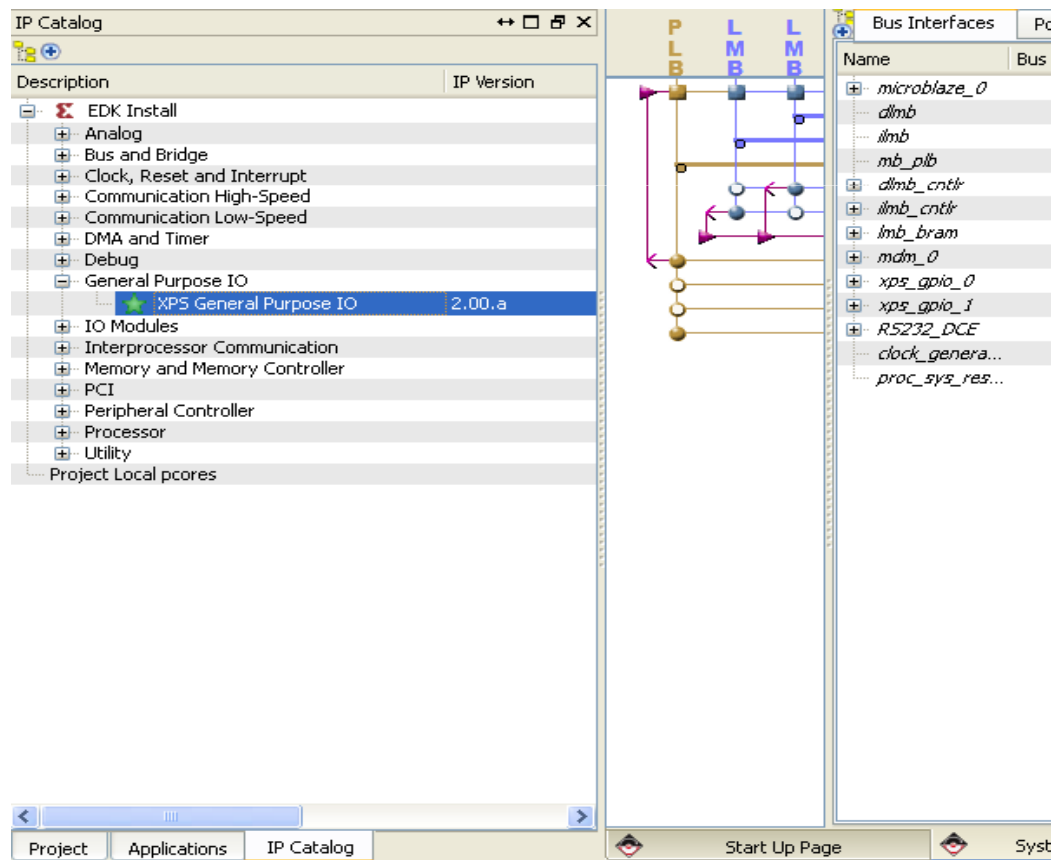 IP Catalog
Description IP Version
EDK Install
Analog
Bus and Bridge
Clock, Reset and Interrupt
Communication High-Speed
Communication Low-Speed
DMA and Timer
Debug
General Purpose IO
XPS General Purpose IO 2.00.a
IO Modules
Interprocessor Communication
Memory and Memory Controller
PCI
Peripheral Controller
Processor
Utility
Project Local pcores
Project Applications IP Catalog
P L L
L M M
B B B
Bus Interfaces Po
Name Bus
microblaze_0
dlmb
ilmb
mb_plb
dlmb_cntlr
ilmb_cntlr
lmb_bram
mdm_0
xps_gpio_0
xps_gpio_1
RS232_DCE
clock_genera...
proc_sys_res...
Start Up Page Syst